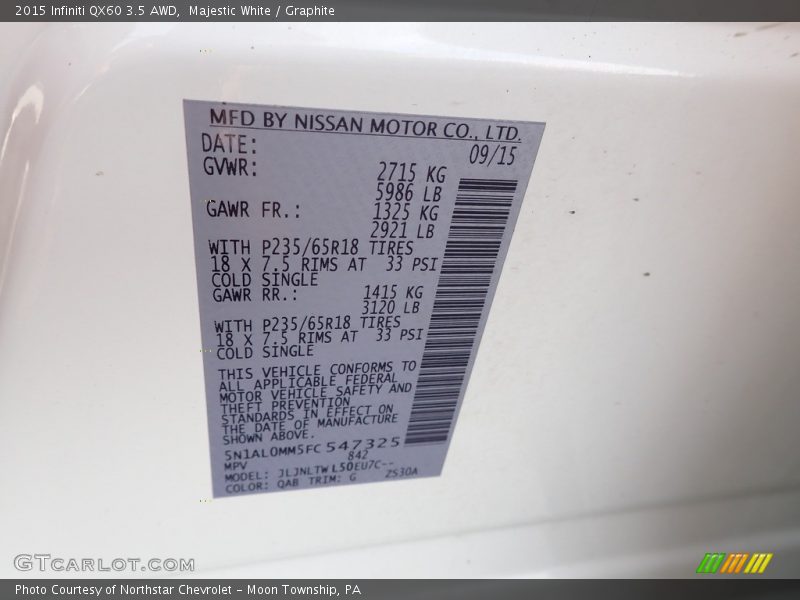 2015 Infiniti QX60 3.5 AWD,  Majestic White / Graphite
MFD BY NISSAN MOTOR CO., LTD.
DATE: 09/15
GVWR: 2715 KG
5986 LB
GAWR FR.: 1325 KG
2921 LB
WITH P235/65R18 TIRES
18 X 7.5 RIMS AT 33 PSI
COLD SINGLE
GAWR RR.: 1415 KG
3120 LB
WITH P235/65R18 TIRES
18 X 7.5 RIMS AT 33 PSI
COLD SINGLE
THIS VEHICLE CONFORMS TO
ALL APPLICABLE FEDERAL
MOTOR VEHICLE SAFETY AND
THEFT PREVENTION
STANDARDS IN EFFECT ON
THE DATE OF MANUFACTURE
SHOWN ABOVE.
5N1AL0MM5FC547325
MPV 842
MODEL: JLJNLTWL50EU7C--
COLOR: QAB TRIM: G ZS30A
GTCARLOT.COM
Photo Courtesy of Northstar Chevrolet – Moon Township, PA